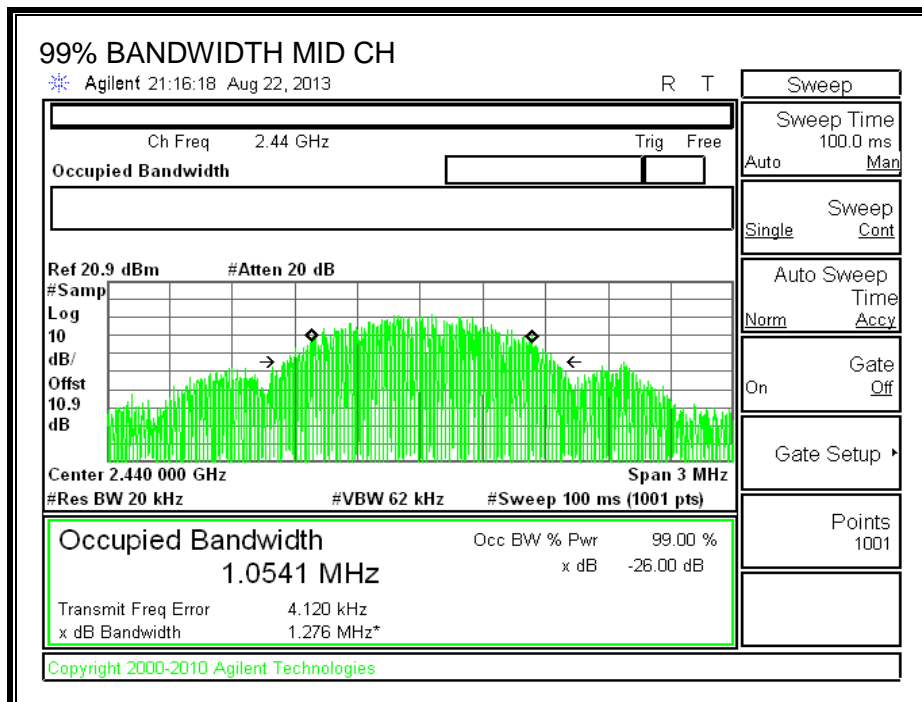 99% BANDWIDTH MID CH
Agilent 21:16:18 Aug 22, 2013 R T
Ch Freq 2.44 GHz Trig Free
Occupied Bandwidth
Ref 20.9 dBm #Atten 20 dB
#Samp
Log
10
dB/
Offst
10.9
dB
Center 2.440 000 GHz Span 3 MHz
#Res BW 20 kHz #VBW 62 kHz #Sweep 100 ms (1001 pts)
Occupied Bandwidth
1.0541 MHz
Occ BW % Pwr 99.00 %
x dB -26.00 dB
Transmit Freq Error 4.120 kHz
x dB Bandwidth 1.276 MHz*
Copyright 2000-2010 Agilent Technologies
Sweep
Sweep Time
100.0 ms
Auto Man
Sweep
Single Cont
Auto Sweep
Time
Norm Accy
Gate
On Off
Gate Setup
Points
1001